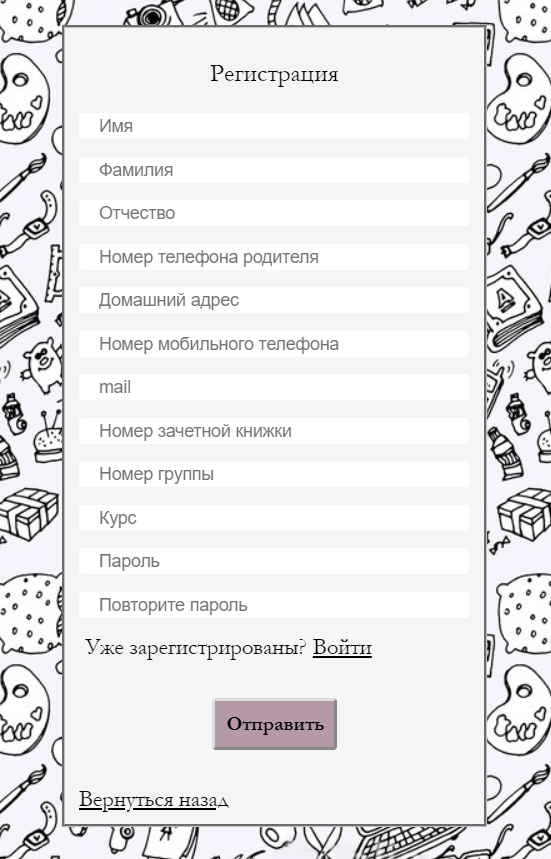 Регистрация
Имя
Фамилия
Отчество
Номер телефона родителя
Домашний адрес
Номер мобильного телефона
mail
Номер зачетной книжки
Номер группы
Курс
Пароль
Повторите пароль
Уже зарегистрированы? Войти
Отправить
Вернуться назад